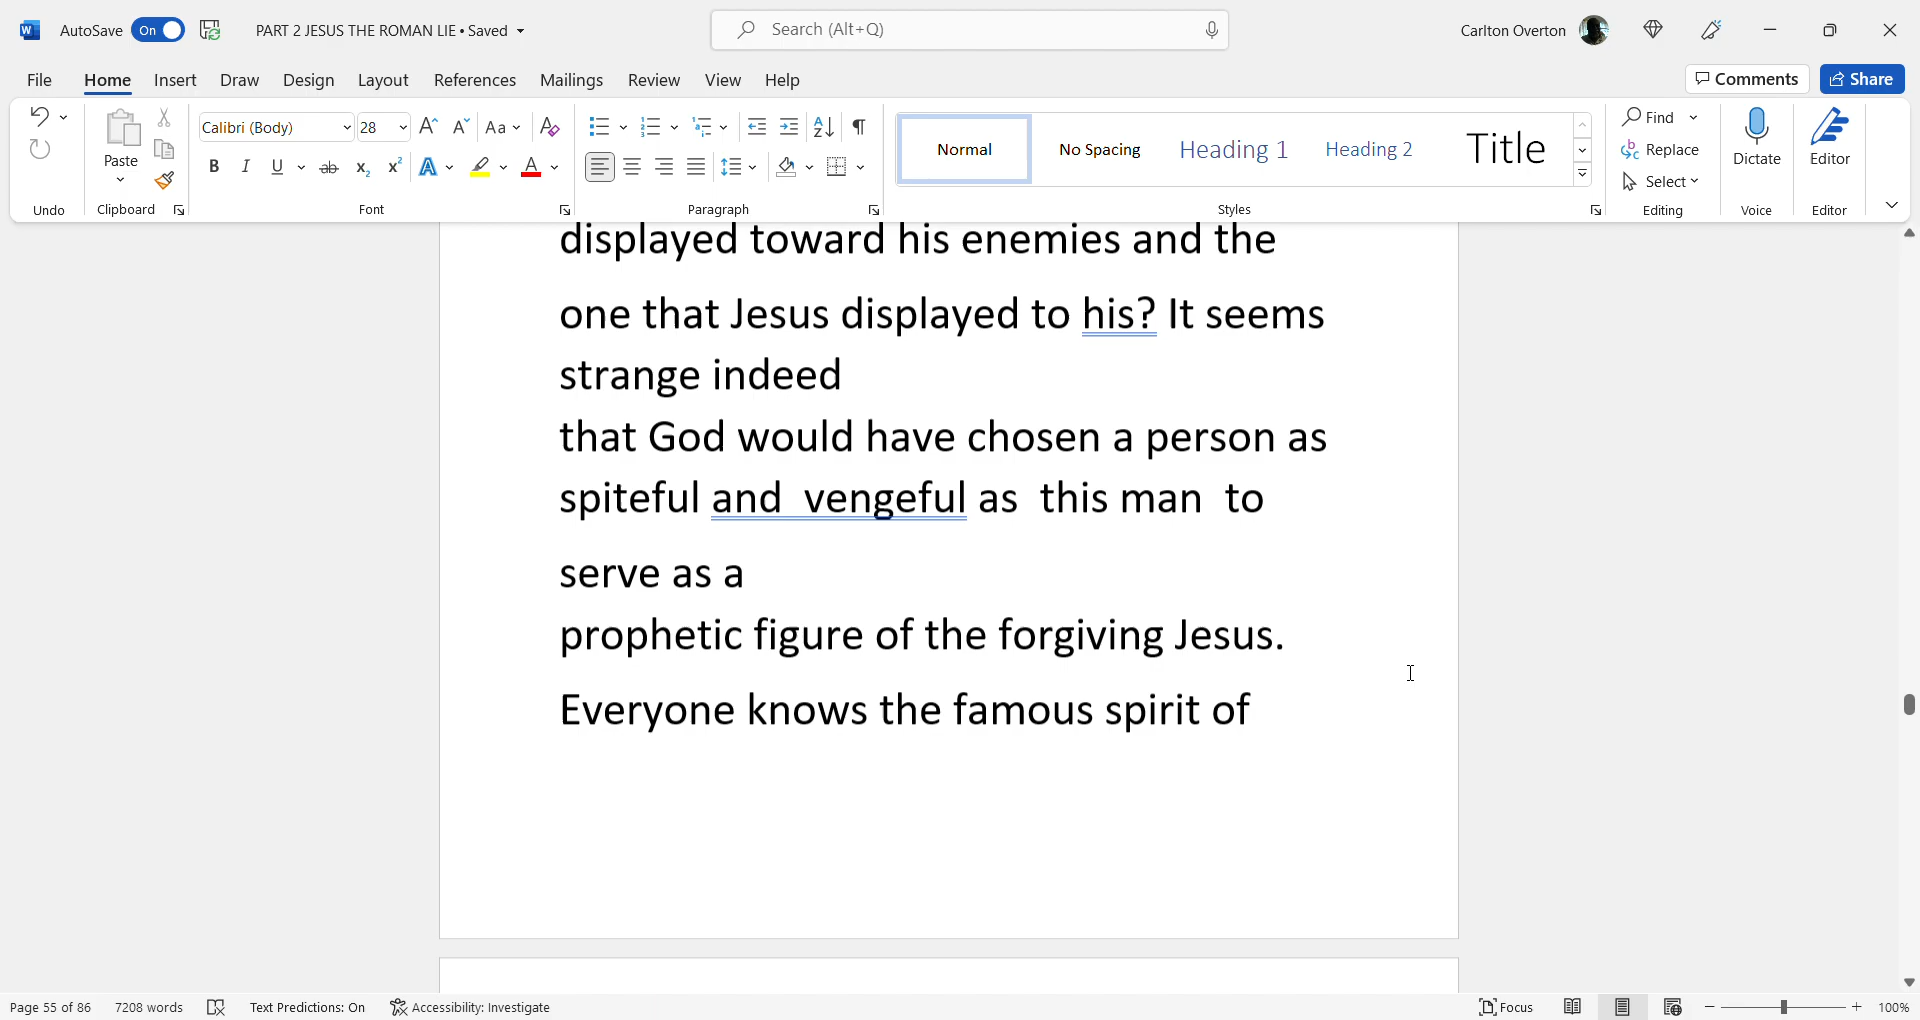 AutoSave On PART 2 JESUS THE ROMAN LIE • Saved Search (Alt+Q) Carlton Overton
File Home Insert Draw Design Layout References Mailings Review View Help Comments Share
Calibri (Body) 28 Aa
Paste
B I U ab x₂ x² A A
Normal No Spacing Heading 1 Heading 2 Title
Find
Replace
Select
Dictate
Editor
Undo Clipboard Font Paragraph Styles Editing Voice Editor
displayed toward his enemies and the
one that Jesus displayed to his? It seems
strange indeed
that God would have chosen a person as
spiteful and  vengeful as  this man  to
serve as a
prophetic figure of the forgiving Jesus.
Everyone knows the famous spirit of
Page 55 of 86 7208 words Text Predictions: On Accessibility: Investigate Focus 100%